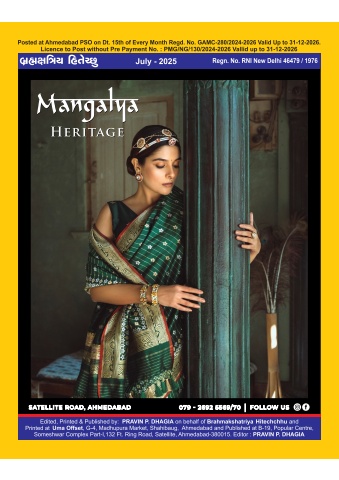 Posted at Ahmedabad PSO on Dt. 15th of Every Month Regd. No. GAMC-280/2024-2026 Valid Up to 31-12-2026.
Licence to Post without Pre Payment No. : PMG/NG/130/2024-2026 Vallid up to 31-12-2026
બ્રહ્મક્ષત્રિય હિતેચ્છુ July - 2025 Regn. No. RNI New Delhi 46479 / 1976
Mangalya
HERITAGE
SATELLITE ROAD, AHMEDABAD 079 - 2692 6569/70 | FOLLOW US
Edited, Printed & Published by: PRAVIN P. DHAGIA on behalf of Brahmakshatriya Hitechchhu and
Printed at Uma Offset, G-4, Madhupura Market, Shahibaug, Ahmedabad and Published at B-19, Popular Centre,
Someshwar Complex Part-I,132 Ft. Ring Road, Satellite, Ahmedabad-380015. Editor : PRAVIN P. DHAGIA